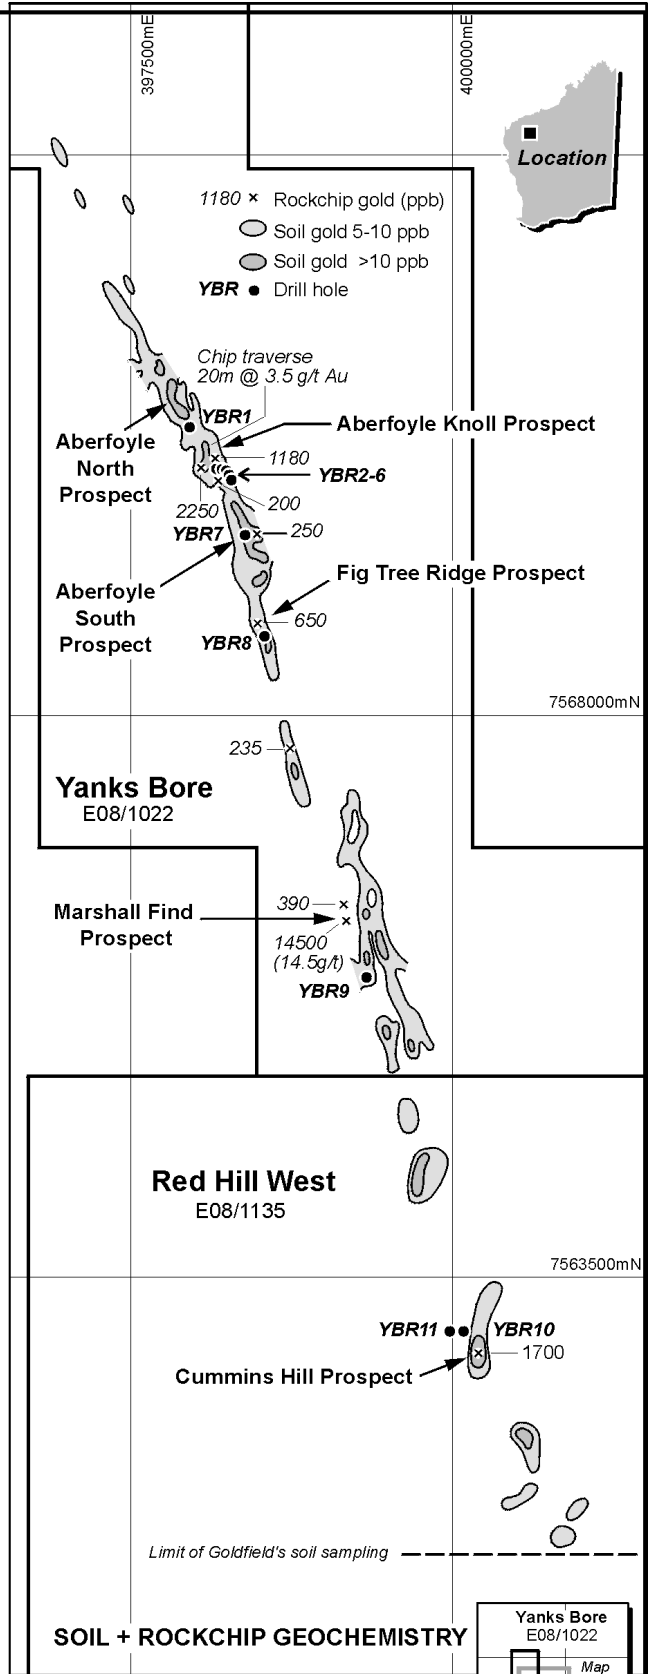 397500mE
400000mE
Location
1180 × Rockchip gold (ppb)
Soil gold 5-10 ppb
Soil gold >10 ppb
YBR Drill hole
Chip traverse
20m @ 3.5 g/t Au
YBR1
Aberfoyle Knoll Prospect
Aberfoyle
North
Prospect
1180
YBR2-6
2250
200
YBR7
250
Aberfoyle
South
Prospect
Fig Tree Ridge Prospect
650
YBR8
7568000mN
235
Yanks Bore
E08/1022
390
Marshall Find
Prospect
14500
(14.5g/t)
YBR9
Red Hill West
E08/1135
7563500mN
YBR11
YBR10
1700
Cummins Hill Prospect
Limit of Goldfield's soil sampling
SOIL + ROCKCHIP GEOCHEMISTRY
Yanks Bore
E08/1022
Map